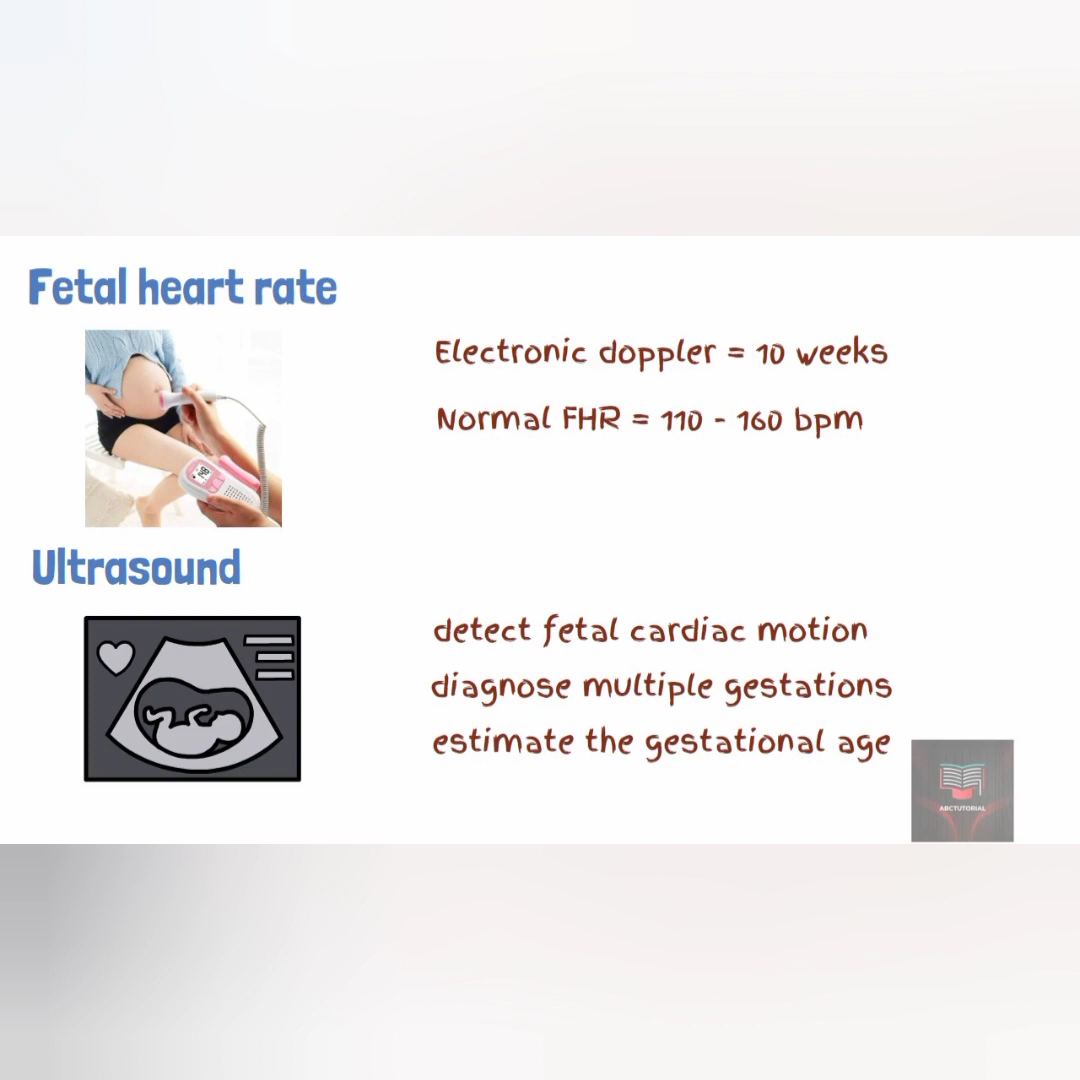 Fetal heart rate
Electronic doppler = 10 weeks
Normal FHR = 110 - 160 bpm
Ultrasound
detect fetal cardiac motion
diagnose multiple gestations
estimate the gestational age
ABCTUTORIAL